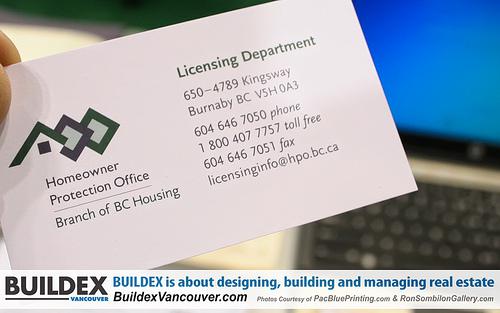 Licensing Department
650-4789 Kingsway
Burnaby BC V5H 0A3
604 646 7050 phone
1 800 407 7757 toll free
604 646 7051 fax
licensinginfo@hpo.bc.ca
Homeowner
Protection Office
Branch of BC Housing
BUILDEX
VANCOUVER
BUILDEX is about designing, building and managing real estate
BuildexVancouver.com
Photos Courtesy of PacBluePrinting.com & RonSombilonGallery.com